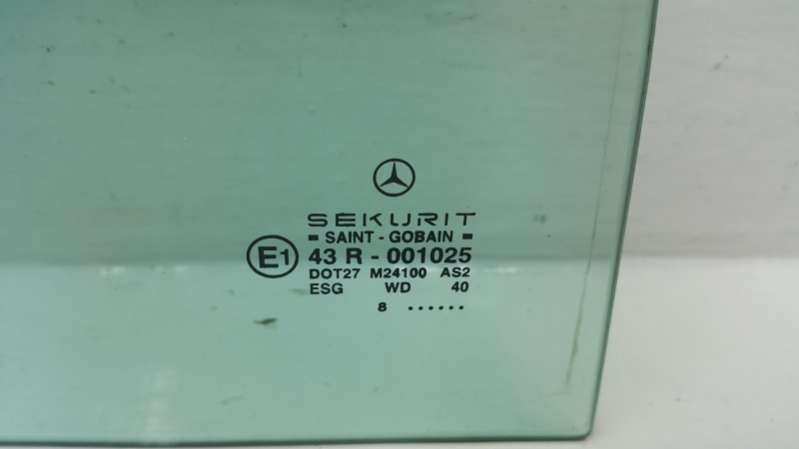 SEKURIT
SAINT - GOBAIN
E1 43 R - 001025
DOT27 M24100 AS2
ESG WD 40
8 ......